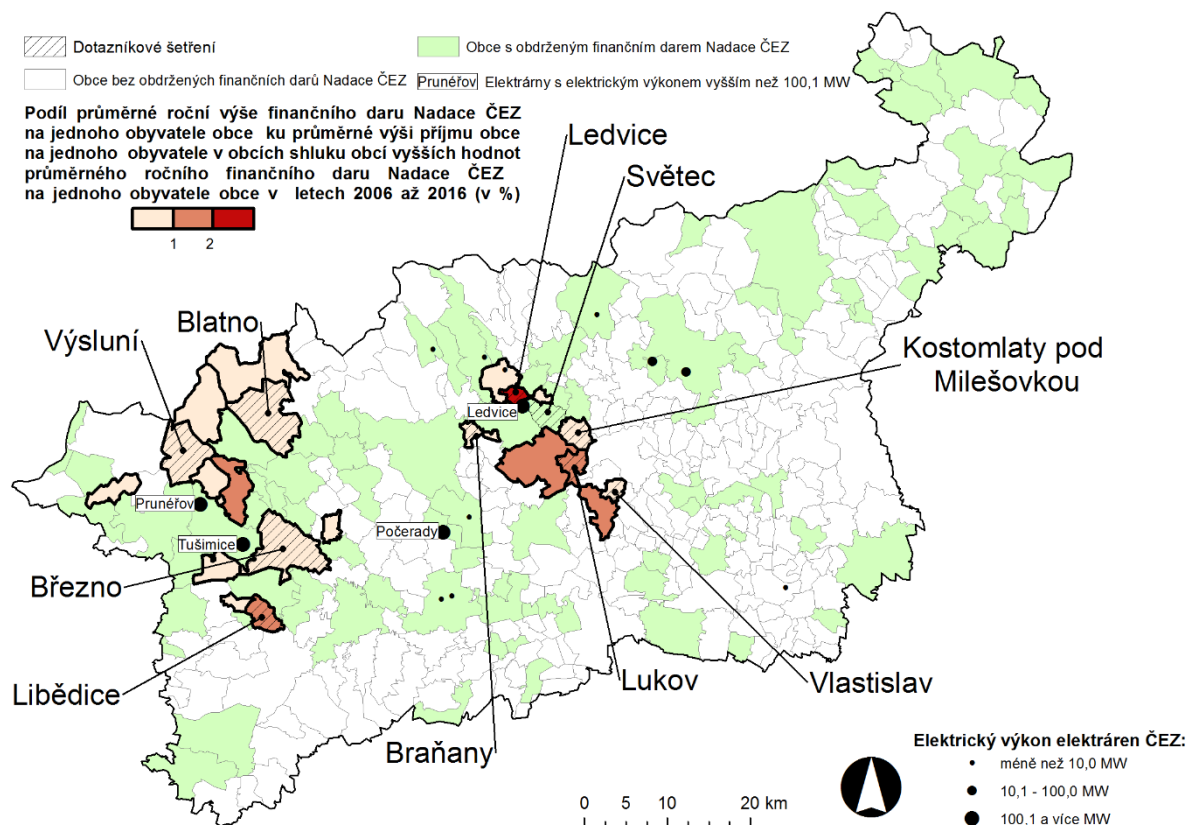 Dotazníkové šetření
Obce s obdrženým finančním darem Nadace ČEZ
Obce bez obdržených finančních darů Nadace ČEZ
Prunéřov
Elektrárny s elektrickým výkonem vyšším než 100,1 MW
Podíl průměrné roční výše finančního daru Nadace ČEZ
na jednoho obyvatele obce ku průměrné výši příjmu obce
na jednoho obyvatele v obcích shluku obcí vyšších hodnot
průměrného ročního finančního daru Nadace ČEZ
na jednoho obyvatele obce v letech 2006 až 2016 (v %)
1 2
Ledvice
Světec
Blatno
Výsluní
Kostomlaty pod
Milešovkou
Ledvice
Prunéřov
Počerady
Tušimice
Březno
Libědice
Lukov
Vlastislav
Braňany
Elektrický výkon elektráren ČEZ:
méně než 10,0 MW
10,1 - 100,0 MW
100,1 a více MW
0 5 10 20 km